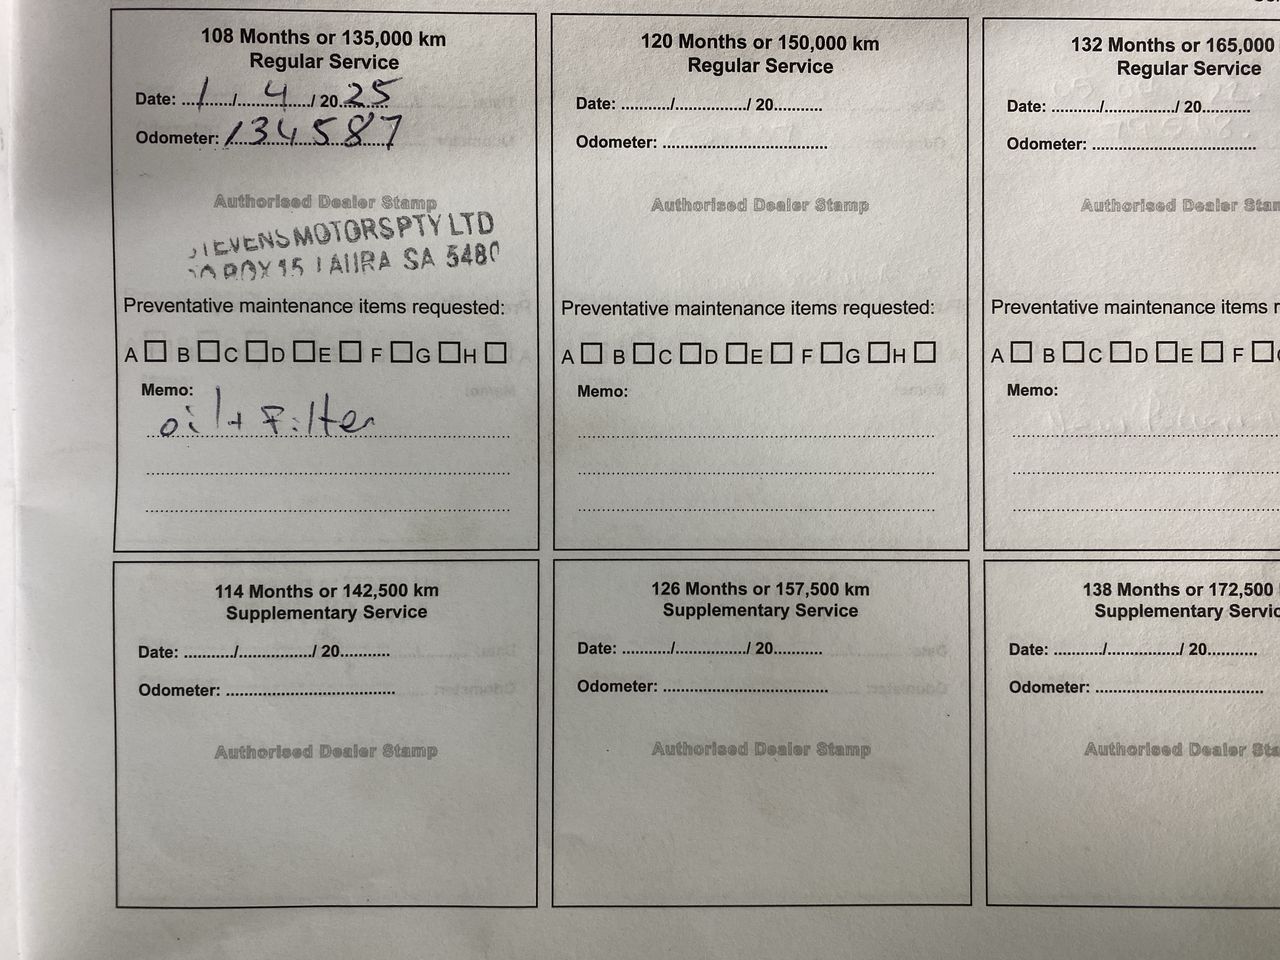 108 Months or 135,000 km
Regular Service
Date: 1/4/2025
Odometer: 134587
Authorised Dealer Stamp
MOTORS PTY LTD
15 SA
Preventative maintenance items requested:
A B C D E F G H
Memo:
oil + Filter
120 Months or 150,000 km
Regular Service
Date: ........../.............../ 20..........
Odometer: ..................................
Authorised Dealer Stamp
Preventative maintenance items requested:
A B C D E F G H
Memo:
132 Months or 165,000
Regular Service
Date: ........../.............../ 20..........
Odometer: ..................................
Authorised Dealer
Preventative maintenance items
A B C D E F
Memo:
114 Months or 142,500 km
Supplementary Service
Date: ........../.............../ 20..........
Odometer: ..................................
Authorised Dealer Stamp
126 Months or 157,500 km
Supplementary Service
Date: ........../.............../ 20..........
Odometer: ..................................
Authorised Dealer Stamp
138 Months or 172,500
Supplementary
Date: ........../.............../ 20..........
Odometer: ..................................
Authorised Dealer